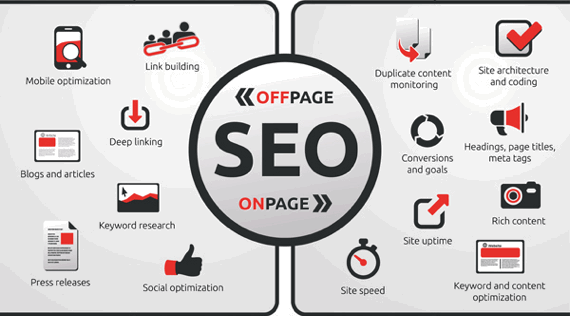 Mobile optimization
Link building
Deep linking
Blogs and articles
Keyword research
Press releases
Social optimization
OFFPAGE
SEO
ONPAGE
Duplicate content
monitoring
Site architecture
and coding
Conversions
and goals
Headings, page titles,
meta tags
Site uptime
Rich content
Site speed
Keyword and content
optimization